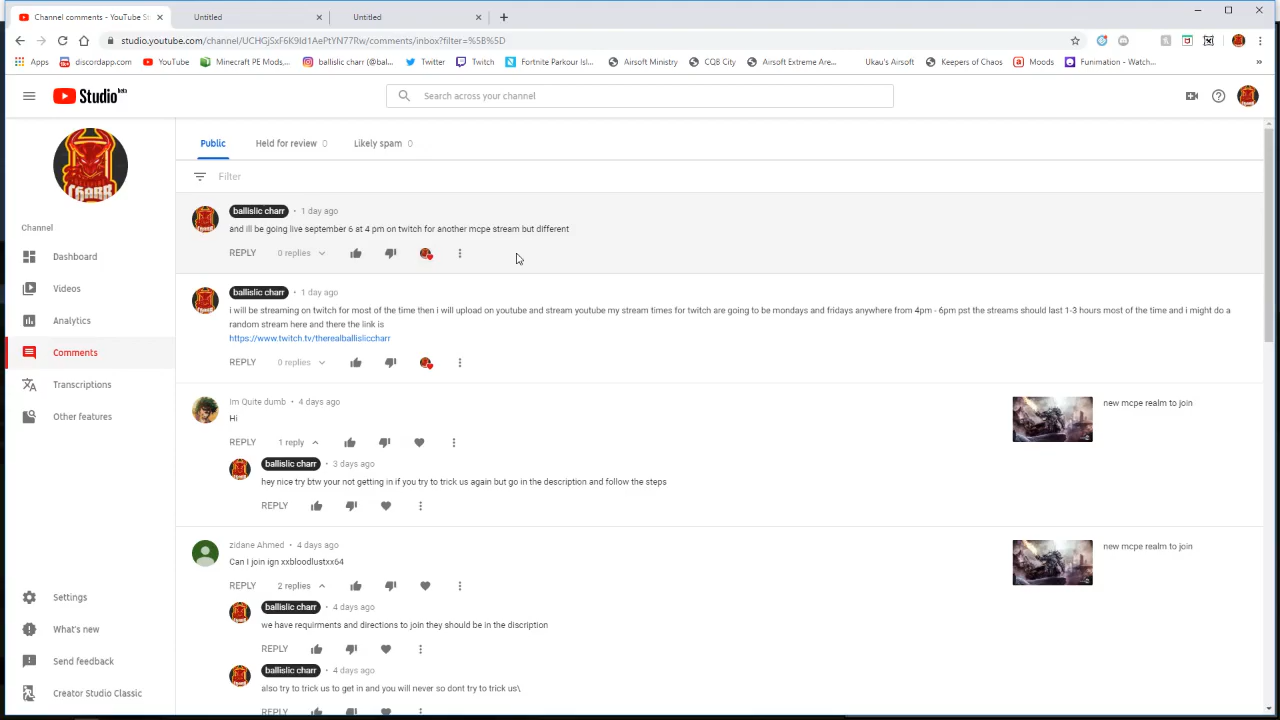 Channel comments - YouTube St
Untitled
Untitled
studio.youtube.com/channel/UCHGjSxF6K9Id1AePtYN77Rw/comments/inbox?filter=%5B%5D
Apps
discordapp.com
YouTube
Minecraft PE Mods,...
ballistic charr (@bal...
Twitter
Twitch
Fortnite Parkour Isl...
Airsoft Ministry
CQB City
Airsoft Extreme Are...
Ukau's Airsoft
Keepers of Chaos
Moods
Funimation - Watch...
»
Studio beta
Search across your channel
CHARR
Channel
Dashboard
Videos
Analytics
Comments
Transcriptions
Other features
Settings
What's new
Send feedback
Creator Studio Classic
Public
Held for review 0
Likely spam 0
Filter
ballislic charr • 1 day ago
and ill be going live september 6 at 4 pm on twitch for another mcpe stream but different
REPLY 0 replies
ballislic charr • 1 day ago
i will be streaming on twitch for most of the time then i will upload on youtube and stream youtube my stream times for twitch are going to be mondays and fridays anywhere from 4pm - 6pm pst the streams should last 1-3 hours most of the time and i might do a
random stream here and there the link is
https://www.twitch.tv/therealballisliccharr
REPLY 0 replies
Im Quite dumb • 4 days ago
Hi
new mcpe realm to join
REPLY 1 reply
ballislic charr • 3 days ago
hey nice try btw your not getting in if you try to trick us again but go in the description and follow the steps
REPLY
zidane Ahmed • 4 days ago
Can I join ign xxbloodlustxx64
new mcpe realm to join
REPLY 2 replies
ballislic charr • 4 days ago
we have requirments and directions to join they should be in the discription
REPLY
ballislic charr • 4 days ago
also try to trick us to get in and you will never so dont try to trick us\
REPLY